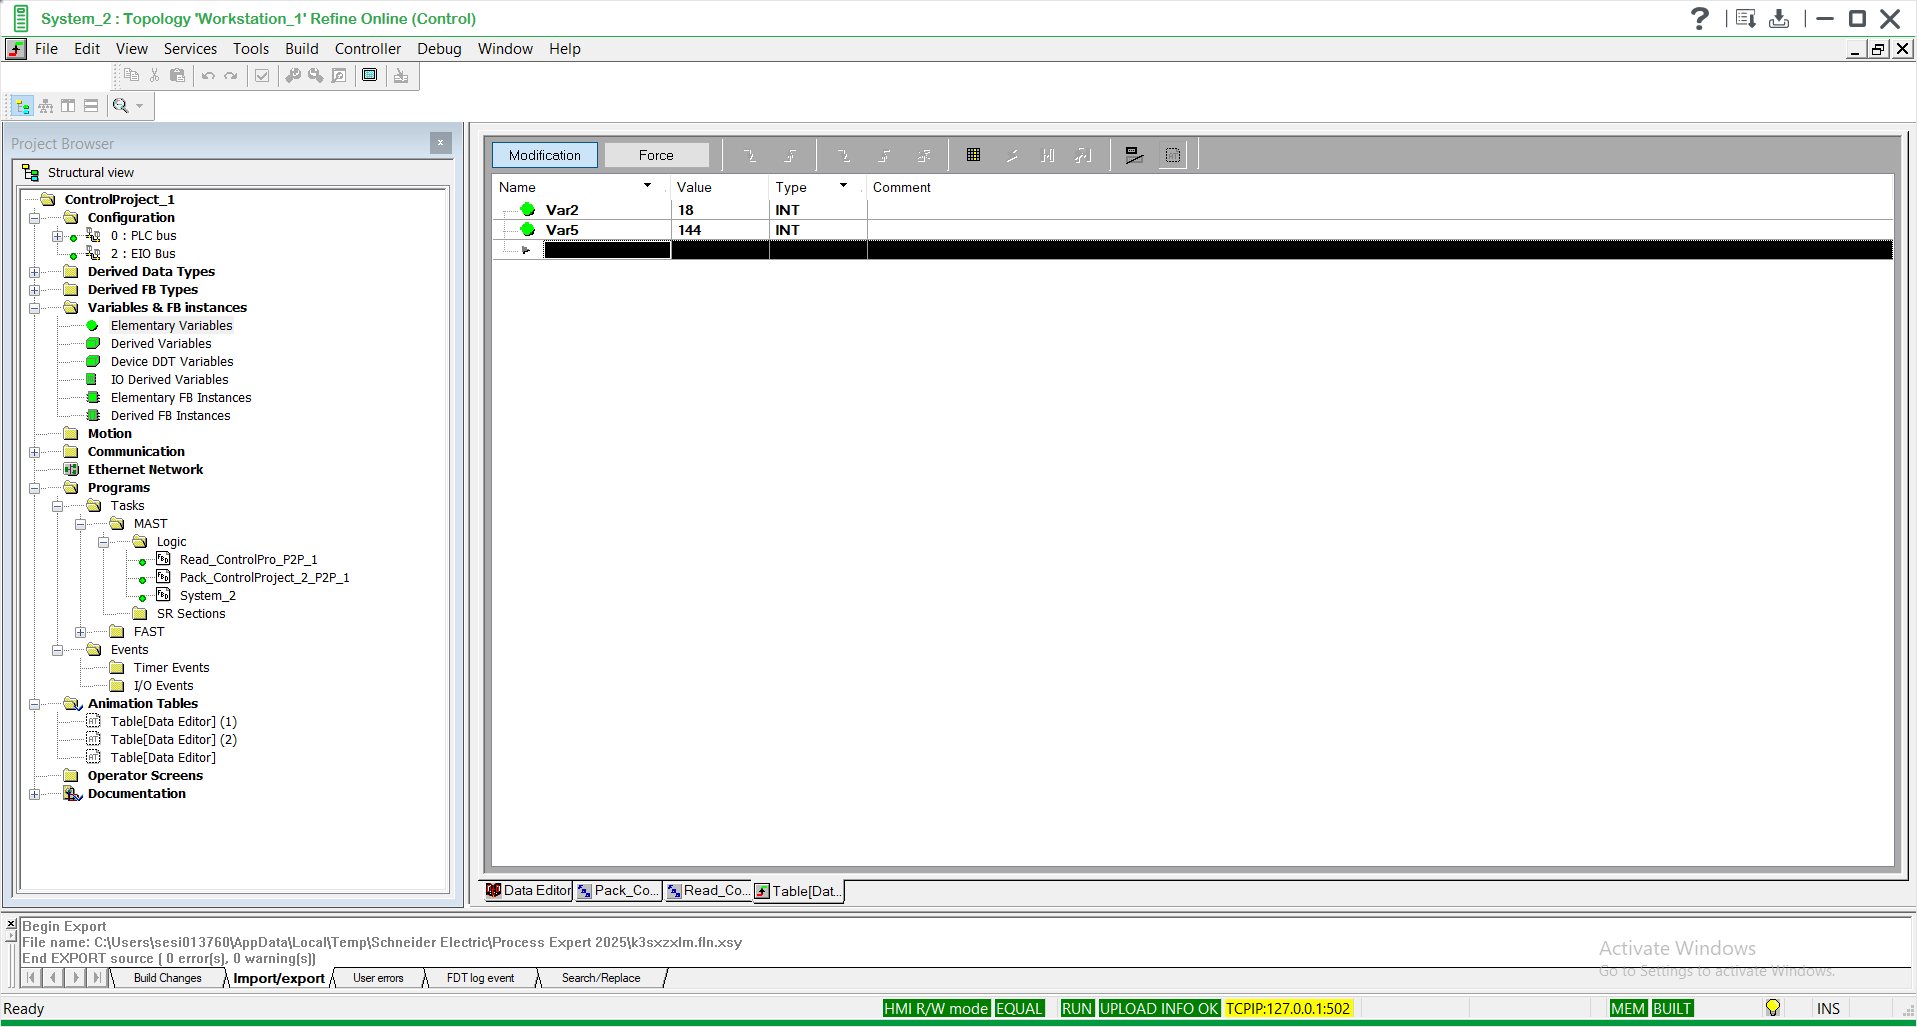 System_2 : Topology 'Workstation_1' Refine Online (Control)
File Edit View Services Tools Build Controller Debug Window Help
Project Browser
Structural view
ControlProject_1
Configuration
0 : PLC bus
2 : EIO Bus
Derived Data Types
Derived FB Types
Variables & FB instances
Elementary Variables
Derived Variables
Device DDT Variables
IO Derived Variables
Elementary FB Instances
Derived FB Instances
Motion
Communication
Ethernet Network
Programs
Tasks
MAST
Logic
Read_ControlPro_P2P_1
Pack_ControlProject_2_P2P_1
System_2
SR Sections
FAST
Events
Timer Events
I/O Events
Animation Tables
Table[Data Editor] (1)
Table[Data Editor] (2)
Table[Data Editor]
Operator Screens
Documentation
Modification Force
Name Value Type Comment
Var2 18 INT
Var5 144 INT
Data Editor Pack_Co... Read_Co... Table[Dat...
Begin Export
File name: C:\Users\sesi013760\AppData\Local\Temp\Schneider Electric\Process Expert 2025\k3sxzxlm.fln.xsy
End EXPORT source ( 0 error(s), 0 warning(s))
Build Changes Import/export User errors FDT log event Search/Replace
Activate Windows
Go to Settings to activate Windows.
Ready HMI R/W mode EQUAL RUN UPLOAD INFO OK TCPIP:127.0.0.1:502 MEM BUILT INS